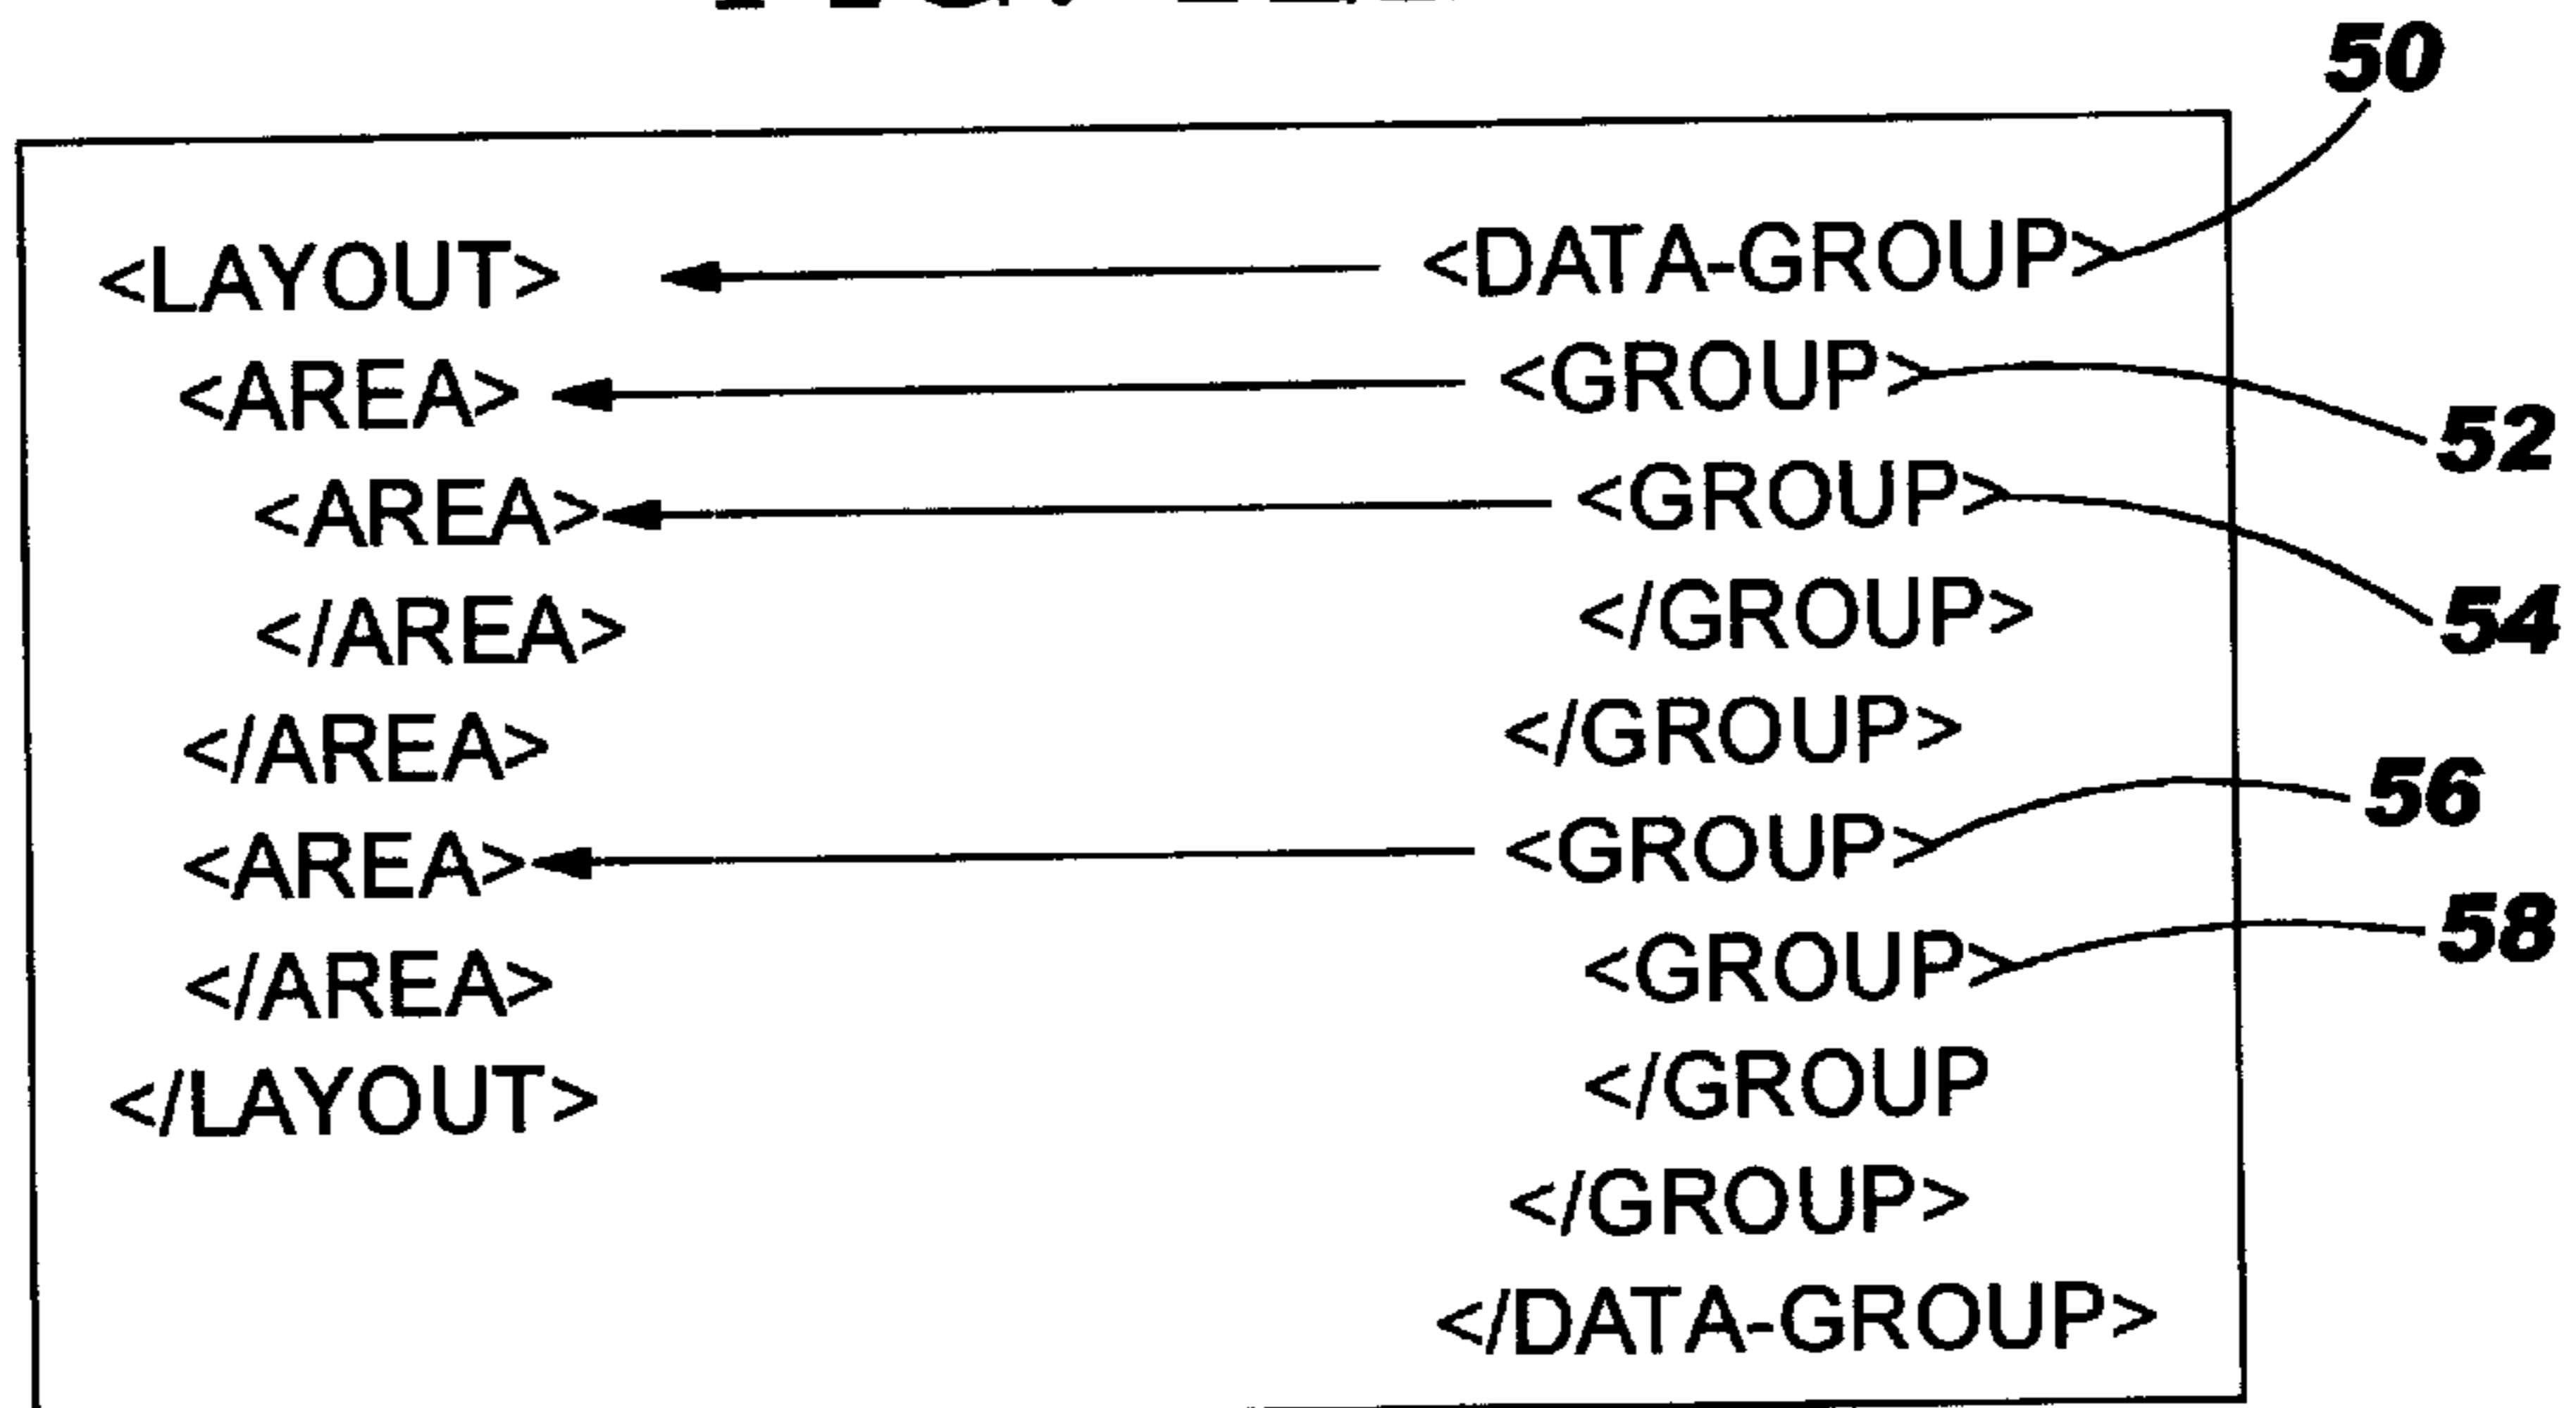 50
<LAYOUT> <DATA-GROUP>
<AREA> <GROUP>
52
<AREA> <GROUP>
</AREA> </GROUP>
54
</AREA> </GROUP>
56
<AREA> <GROUP>
58
</AREA> <GROUP>
</LAYOUT> </GROUP
</GROUP>
</DATA-GROUP>